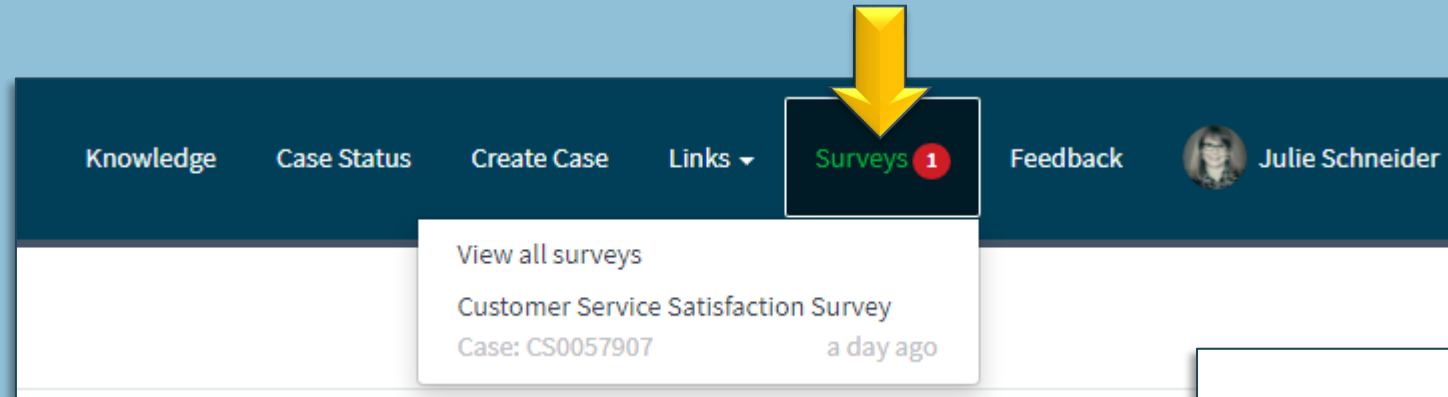 Knowledge Case Status Create Case Links Surveys 1 Feedback Julie Schneider
View all surveys
Customer Service Satisfaction Survey
Case: CS0057907 a day ago